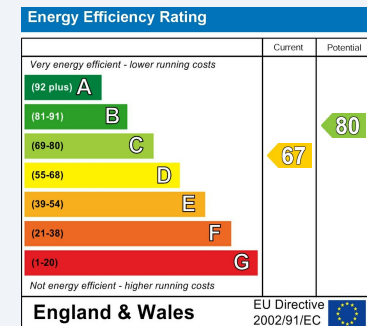 Energy Efficiency Rating
Current Potential
Very energy efficient - lower running costs
(92 plus) A
(81-91) B
(69-80) C
(55-68) D
(39-54) E
(21-38) F
(1-20) G
67
80
Not energy efficient - higher running costs
England & Wales
EU Directive
2002/91/EC